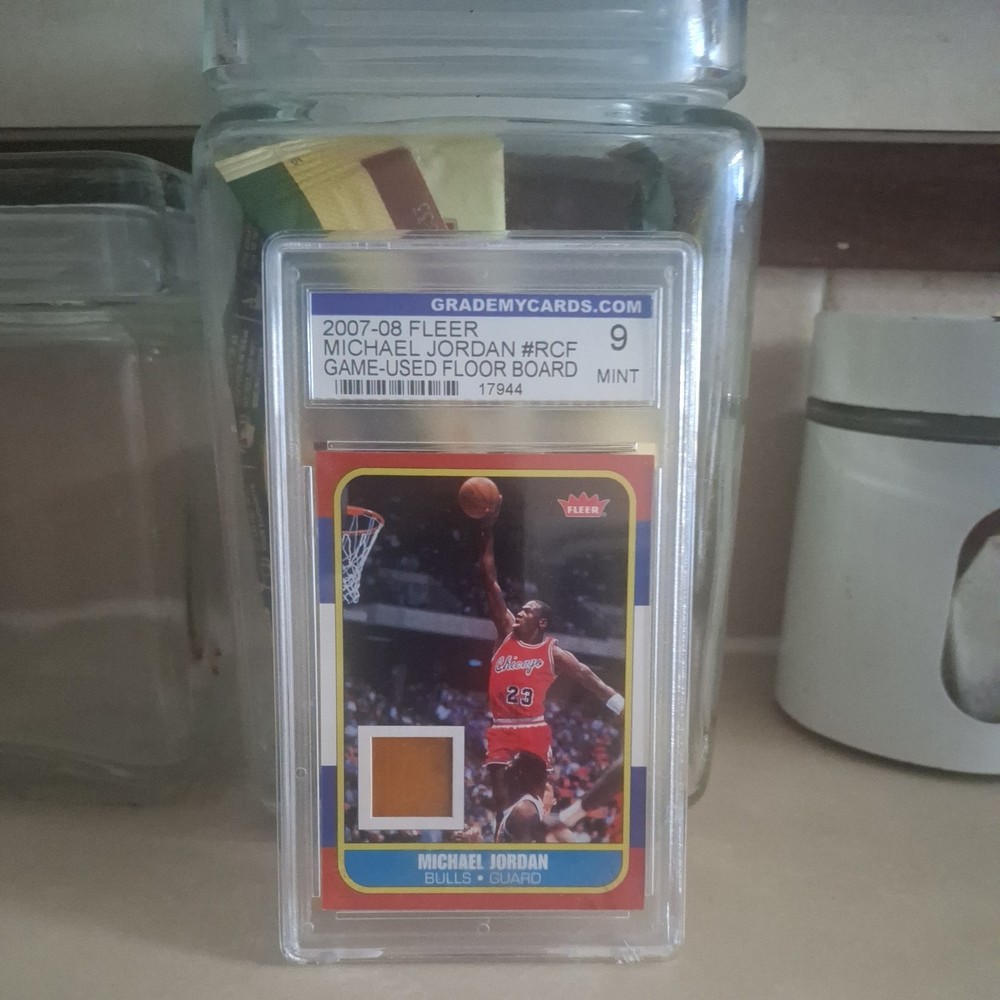 GRADEMYCARDS.COM
2007-08 FLEER
MICHAEL JORDAN #RCF
GAME-USED FLOOR BOARD
9
MINT
17944
FLEER
Chicago
23
MICHAEL JORDAN
BULLS • GUARD